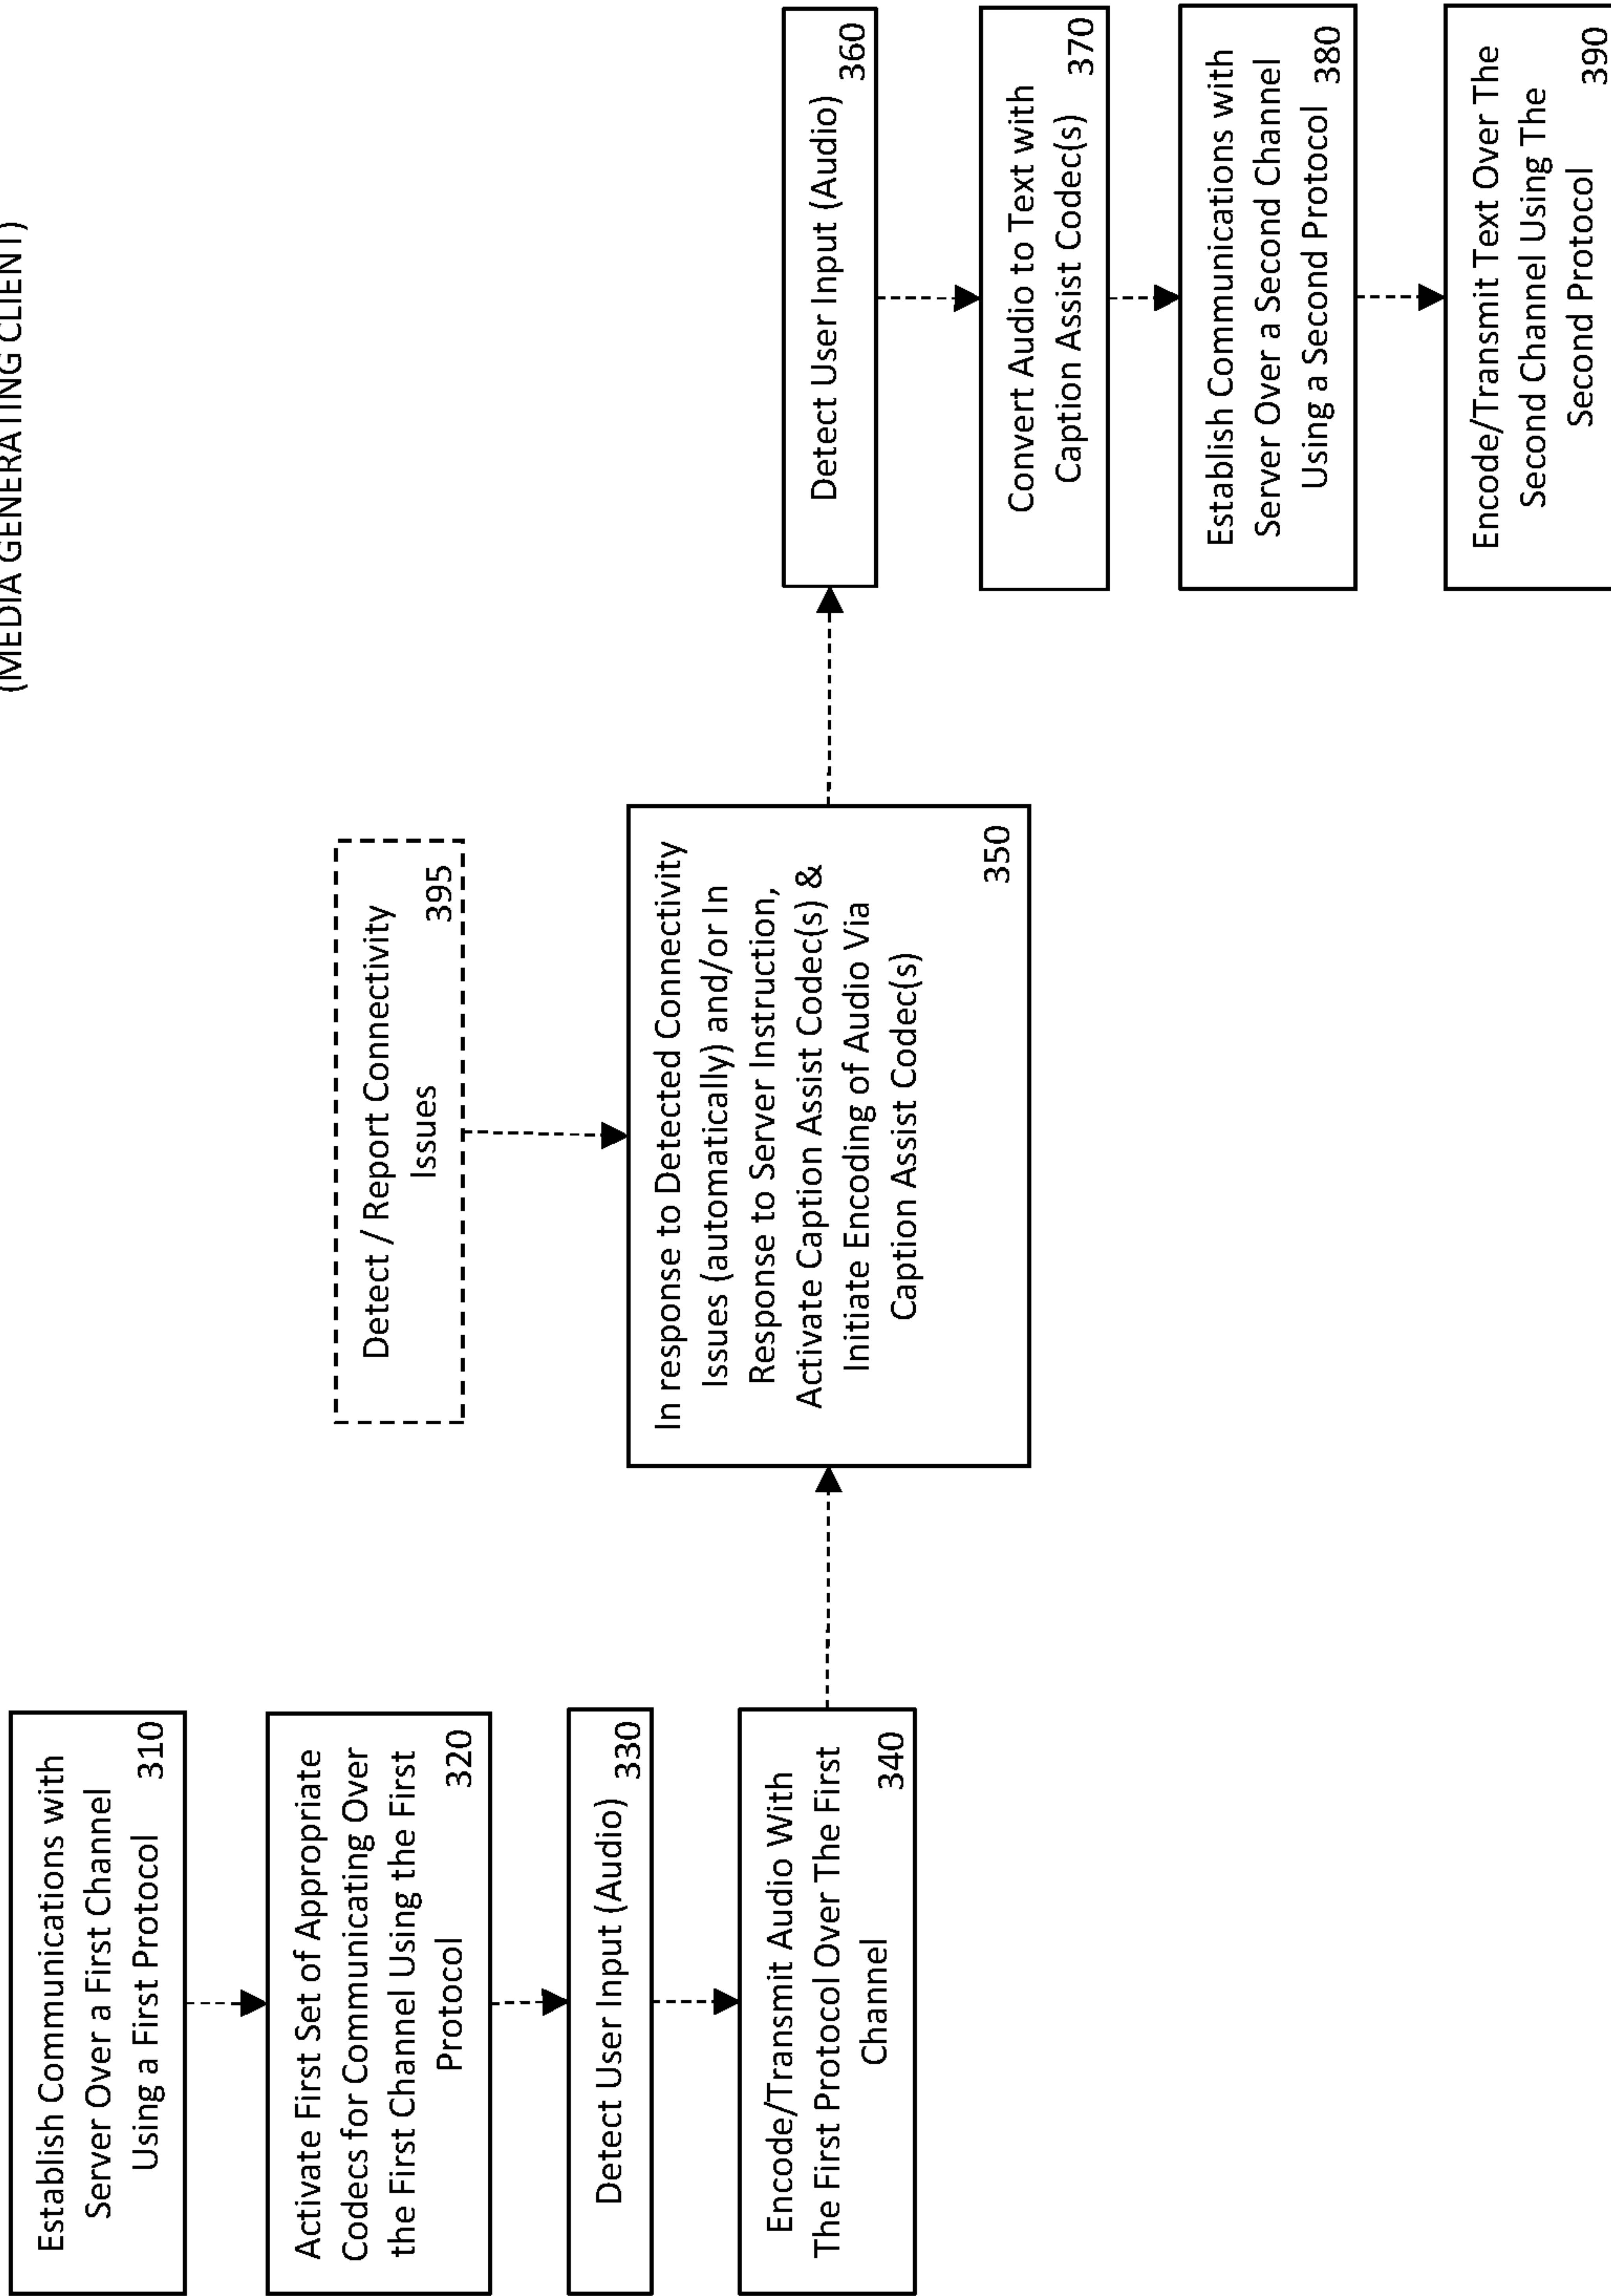 (MEDIA GENERATING CLIENT)
Establish Communications with
Server Over a First Channel
Using a First Protocol
310
Activate First Set of Appropriate
Codecs for Communicating Over
the First Channel Using the First
Protocol
320
Detect User Input (Audio)
330
Encode/Transmit Audio With
The First Protocol Over The First
Channel
340
Detect / Report Connectivity
Issues
395
In response to Detected Connectivity
Issues (automatically) and/or In
Response to Server Instruction,
Activate Caption Assist Codec(s) &
Initiate Encoding of Audio Via
Caption Assist Codec(s)
350
Detect User Input (Audio)
360
Convert Audio to Text with
Caption Assist Codec(s)
370
Establish Communications with
Server Over a Second Channel
Using a Second Protocol
380
Encode/Transmit Text Over The
Second Channel Using The
Second Protocol
390